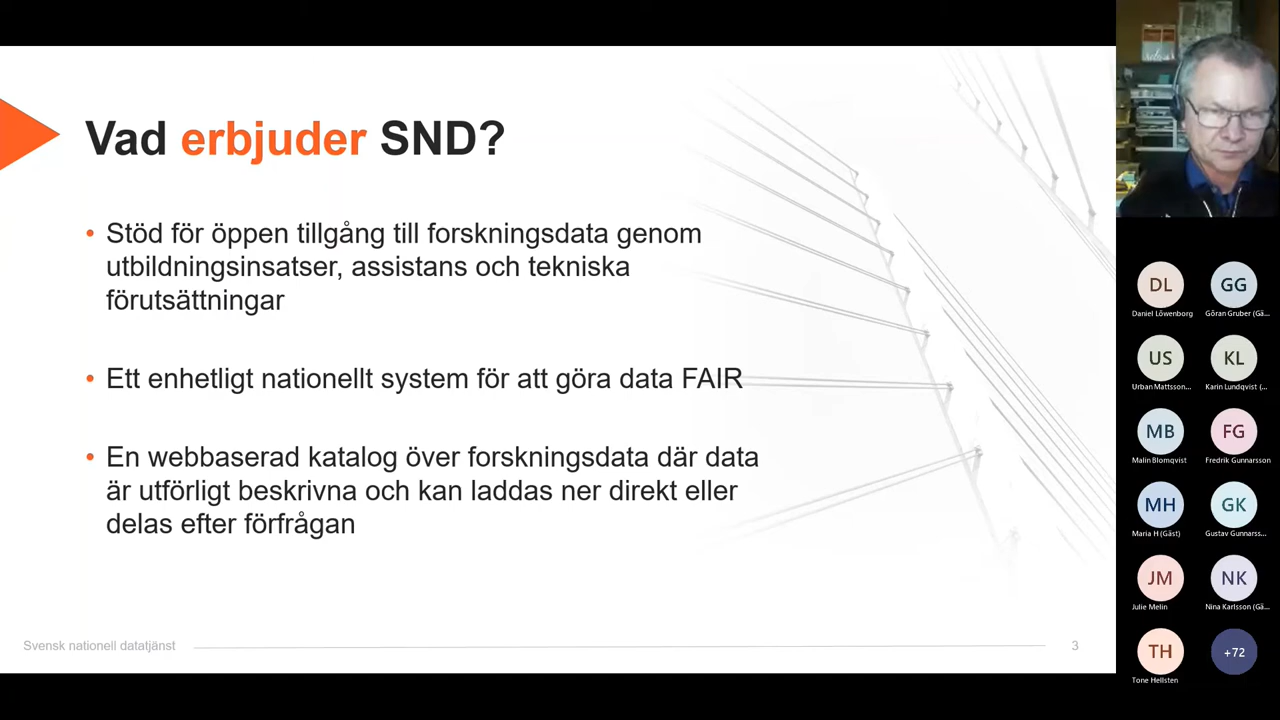 Vad erbjuder SND?
• Stöd för öppen tillgång till forskningsdata genom
utbildningsinsatser, assistans och tekniska
förutsättningar
• Ett enhetligt nationellt system för att göra data FAIR
• En webbaserad katalog över forskningsdata där data
är utförligt beskrivna och kan laddas ner direkt eller
delas efter förfrågan
Svensk nationell datatjänst
3
DL
Daniel Löwenborg
GG
Göran Gruber (Gä...
US
Urban Mattsson...
KL
Karin Lundqvist (...
MB
Malin Blomqvist
FG
Fredrik Gunnarsson
MH
Maria H (Gäst)
GK
Gustav Gunnarss...
JM
Julie Melin
NK
Nina Karlsson (Gä...
TH
Tone Hellsten
+72